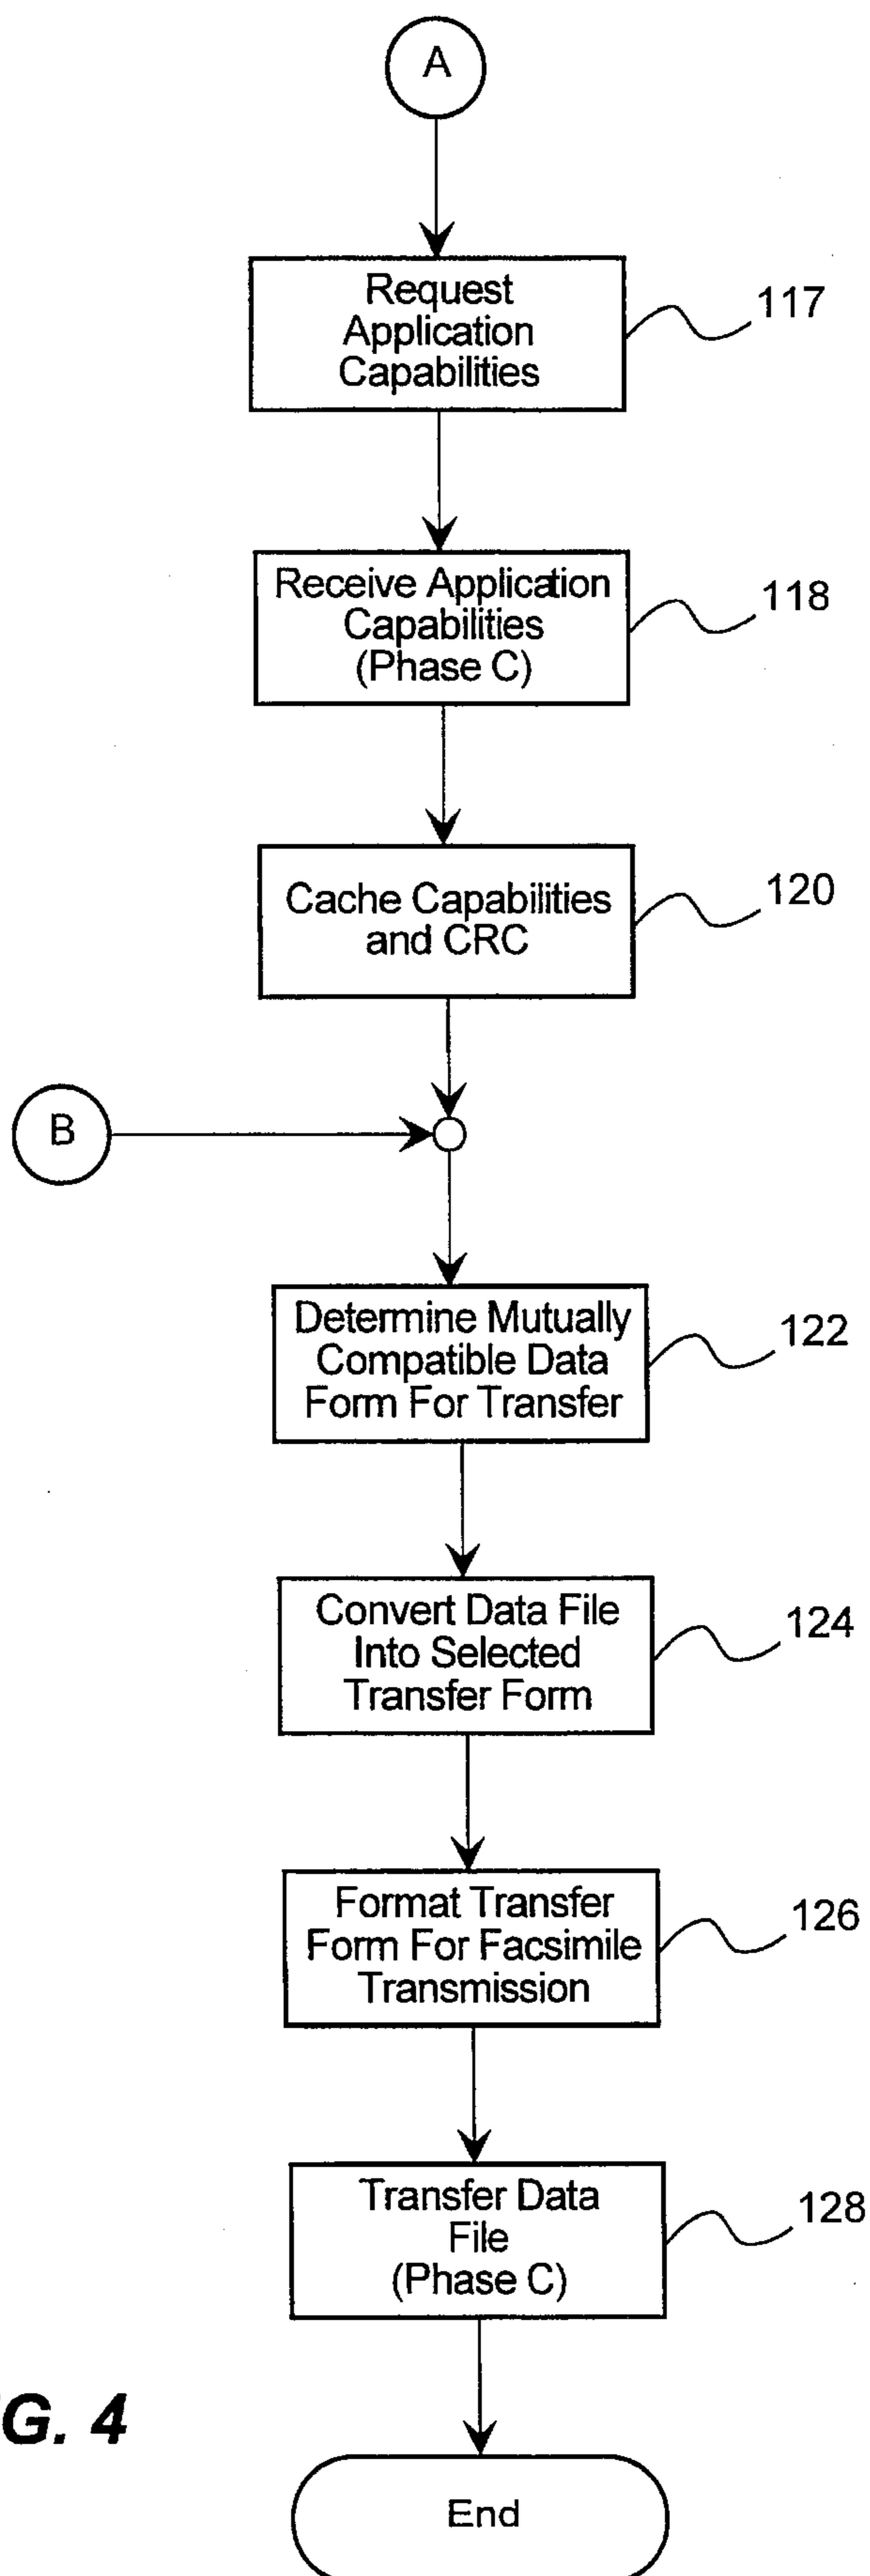 A
Request
Application
Capabilities
117
Receive Application
Capabilities
(Phase C)
118
Cache Capabilities
and CRC
120
B
Determine Mutually
Compatible Data
Form For Transfer
122
Convert Data File
Into Selected
Transfer Form
124
Format Transfer
Form For Facsimile
Transmission
126
Transfer Data
File
(Phase C)
128
G. 4
End